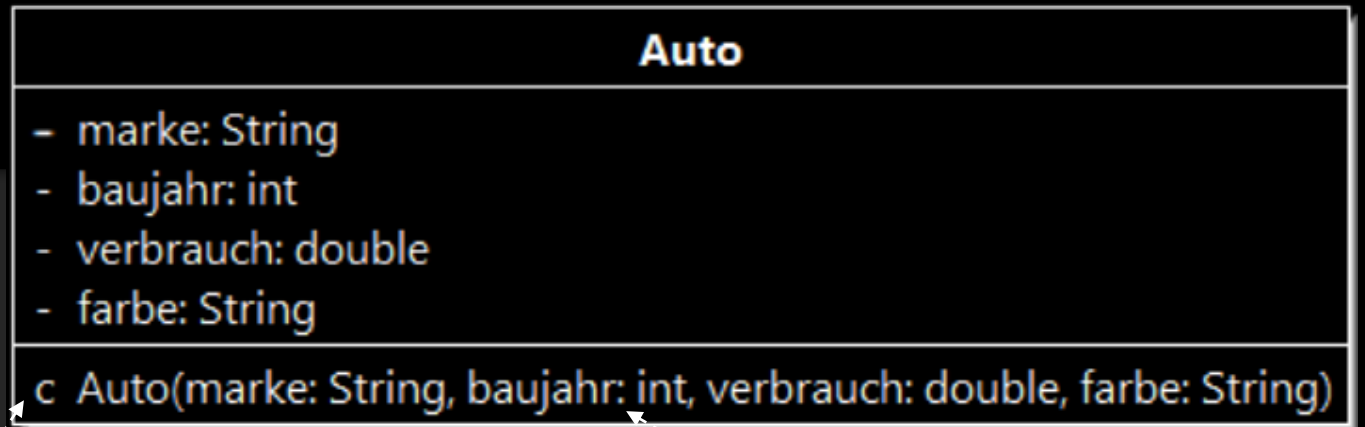 Auto
- marke: String
- baujahr: int
- verbrauch: double
- farbe: String
c Auto(marke: String, baujahr: int, verbrauch: double, farbe: String)